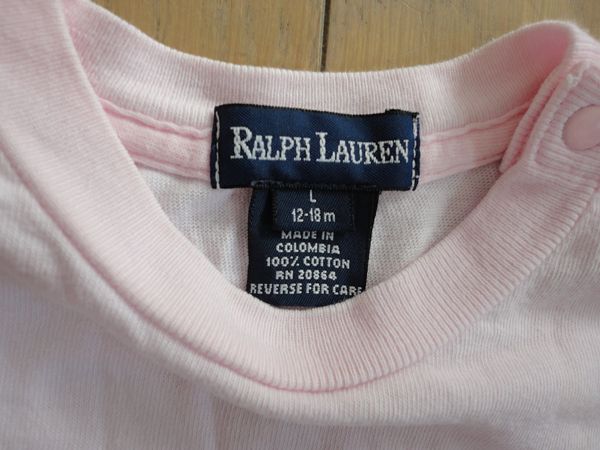 RALPH LAUREN
L
12-18 m
MADE IN
COLOMBIA
100% COTTON
RN 20864
REVERSE FOR CARE